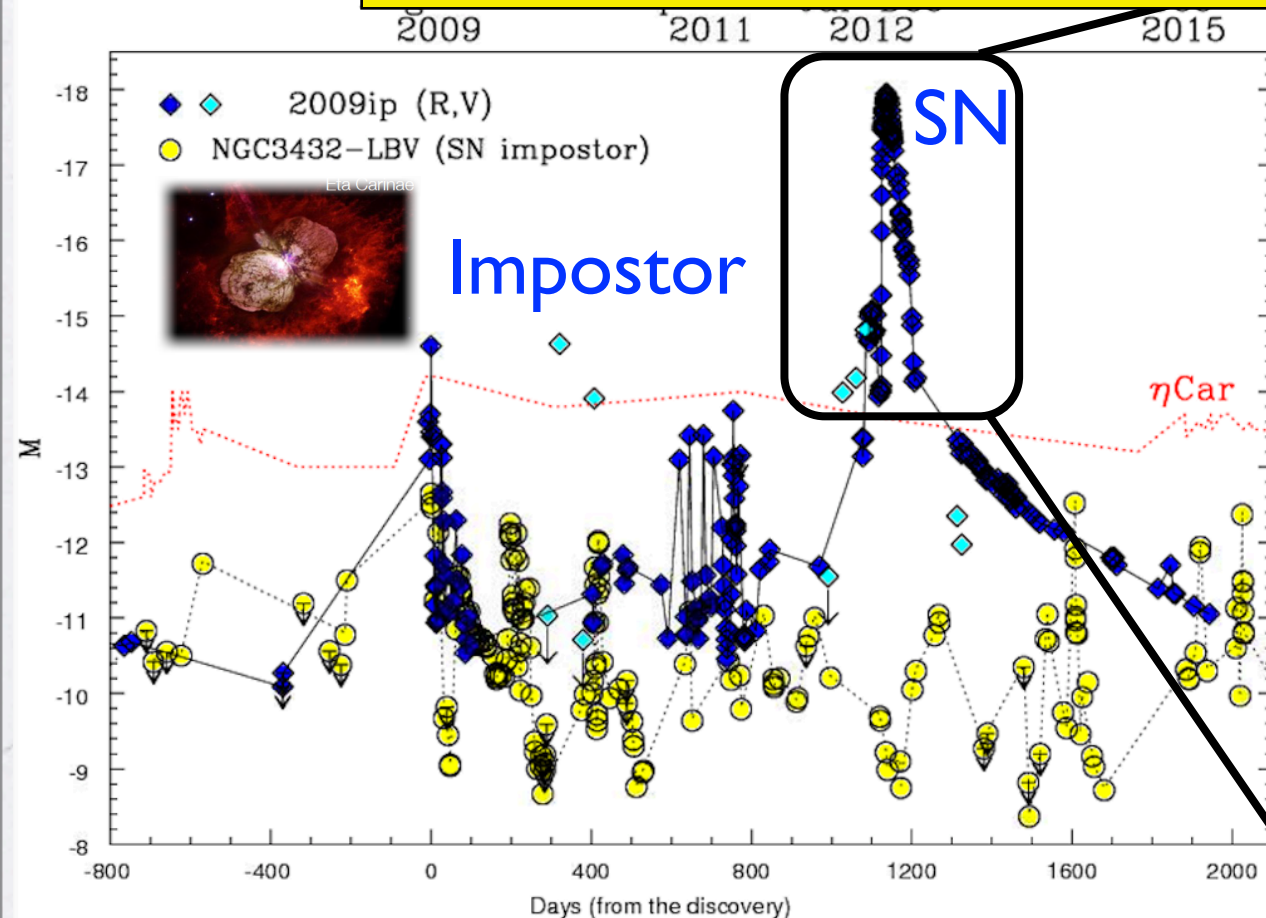 2009 2011 2012 2015
2009ip (R,V)
NGC3432-LBV (SN impostor)
Eta Carinae
Impostor
SN
ηCar
M
-18
-17
-16
-15
-14
-13
-12
-11
-10
-9
-8
-800 -400 0 400 800 1200 1600 2000
Days (from the discovery)